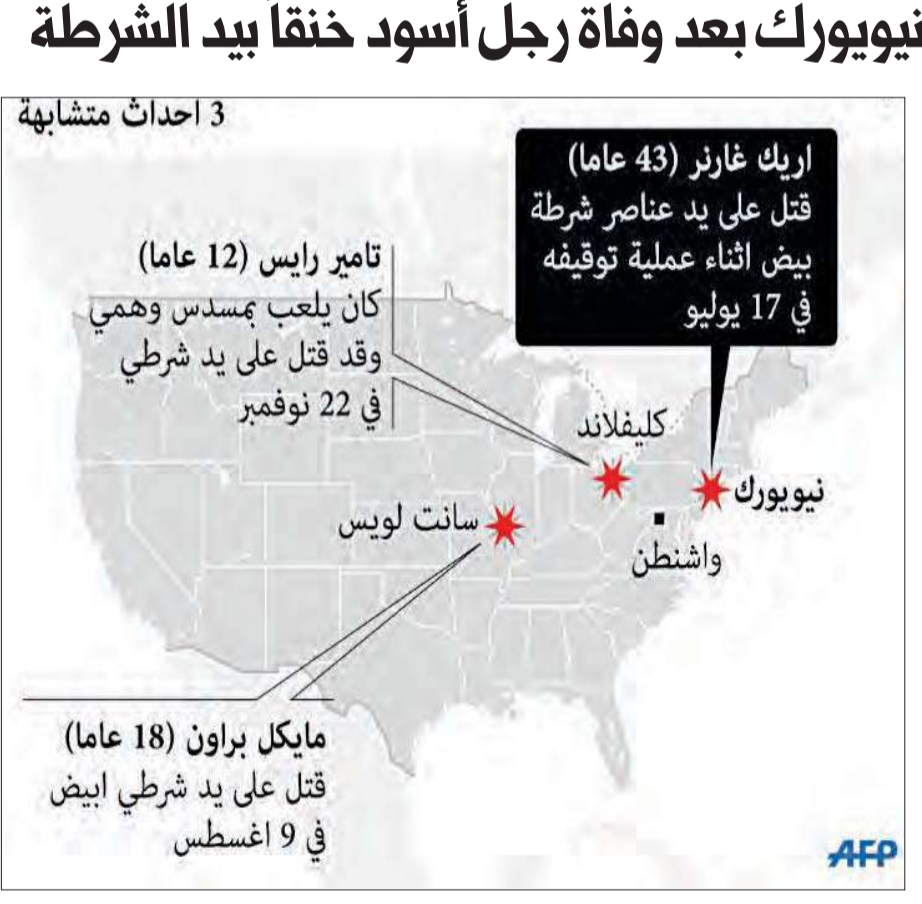 نيويورك بعد وفاة رجل أسود خنقاً بيد الشرطة
3 احداث متشابهة
اريك غارنر (43 عاما)
قتل على يد عناصر شرطة
بيض اثناء عملية توقيفه
في 17 يوليو
تامير رايس (12 عاما)
كان يلعب بمسدس وهمي
وقد قتل على يد شرطي
في 22 نوفمبر
كليفلاند
نيويورك
سانت لويس
واشنطن
مايكل براون (18 عاما)
قتل على يد شرطي ابيض
في 9 اغسطس
AFP